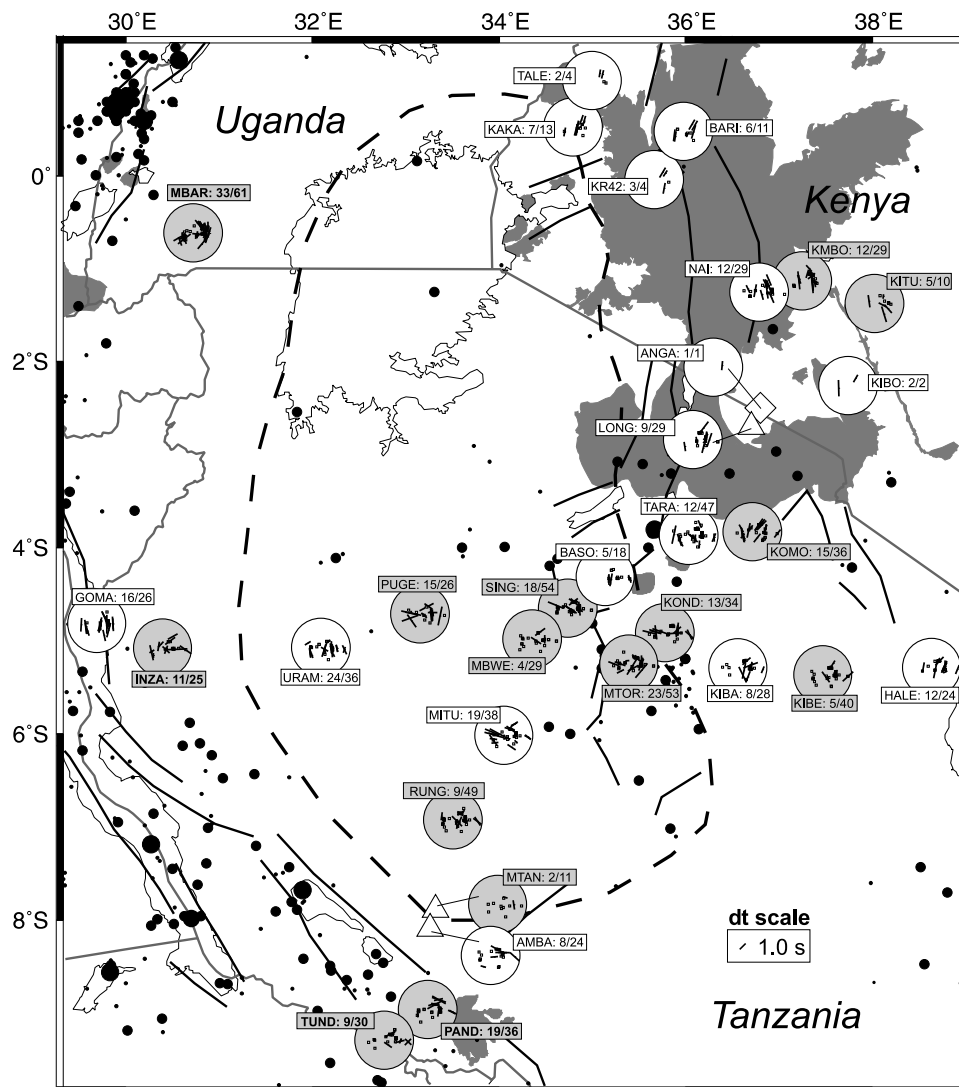 30˚E 32˚E 34˚E 36˚E 38˚E
TALE: 2/4
Uganda
KAKA: 7/13
BARI: 6/11
0˚
KR42: 3/4
MBAR: 33/61
Kenya
KMBO: 12/29
NAI: 12/29
KITU: 5/10
2˚S
ANGA: 1/1
KIBO: 2/2
LONG: 9/29
TARA: 12/47
4˚S
BASO: 5/18
KOMO: 15/36
PUGE: 15/26
SING: 18/54
GOMA: 16/26
KOND: 13/34
MBWE: 4/29
INZA: 11/25
URAM: 24/36
MTOR: 23/53
KIBA: 8/28
KIBE: 5/40
HALE: 12/24
6˚S
MITU: 19/38
RUNG: 9/49
MTAN: 2/11
8˚S
dt scale
AMBA: 8/24
1.0 s
Tanzania
TUND: 9/30
PAND: 19/36